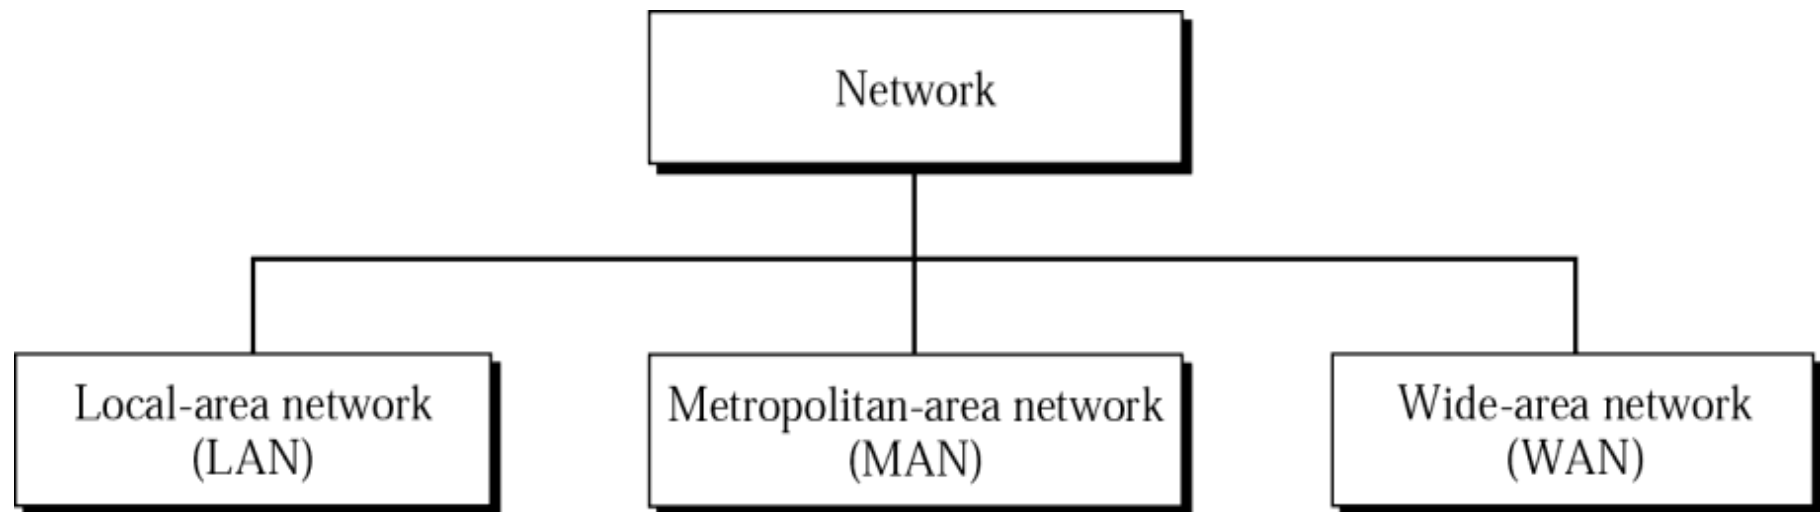 Network
Local-area network
(LAN)
Metropolitan-area network
(MAN)
Wide-area network
(WAN)